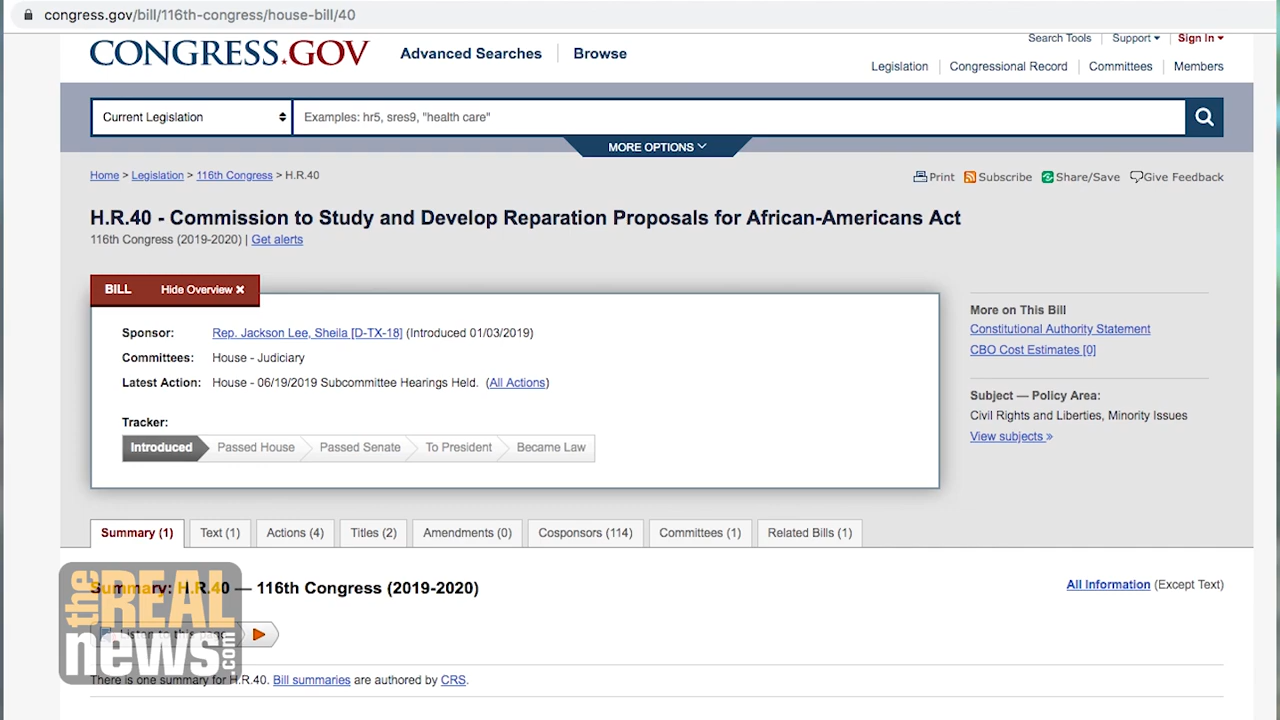 congress.gov/bill/116th-congress/house-bill/40
CONGRESS.GOV Advanced Searches Browse
Search Tools Support Sign In
Legislation Congressional Record Committees Members
Current Legislation Examples: hr5, sres9, "health care"
MORE OPTIONS
Home > Legislation > 116th Congress > H.R.40
Print Subscribe Share/Save Give Feedback
H.R.40 - Commission to Study and Develop Reparation Proposals for African-Americans Act
116th Congress (2019-2020) | Get alerts
BILL Hide Overview ×
Sponsor: Rep. Jackson Lee, Sheila [D-TX-18] (Introduced 01/03/2019)
Committees: House - Judiciary
Latest Action: House - 06/19/2019 Subcommittee Hearings Held. (All Actions)
Tracker:
Introduced Passed House Passed Senate To President Became Law
More on This Bill
Constitutional Authority Statement
CBO Cost Estimates [0]
Subject — Policy Area:
Civil Rights and Liberties, Minority Issues
View subjects »
Summary (1) Text (1) Actions (4) Titles (2) Amendments (0) Cosponsors (114) Committees (1) Related Bills (1)
Summary: H.R.40 — 116th Congress (2019-2020)
All Information (Except Text)
Listen to this page
There is one summary for H.R.40. Bill summaries are authored by CRS.
the REAL
news.com